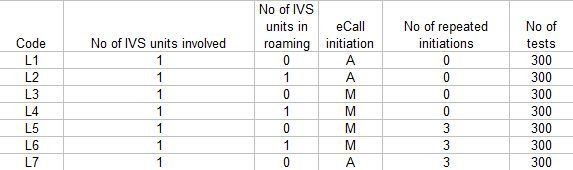 Code No of IVS units involved No of IVS units in roaming eCall initiation No of repeated initiations No of tests
L1 1 0 A 0 300
L2 1 1 A 0 300
L3 1 0 M 0 300
L4 1 1 M 0 300
L5 1 0 M 3 300
L6 1 1 M 3 300
L7 1 0 A 3 300